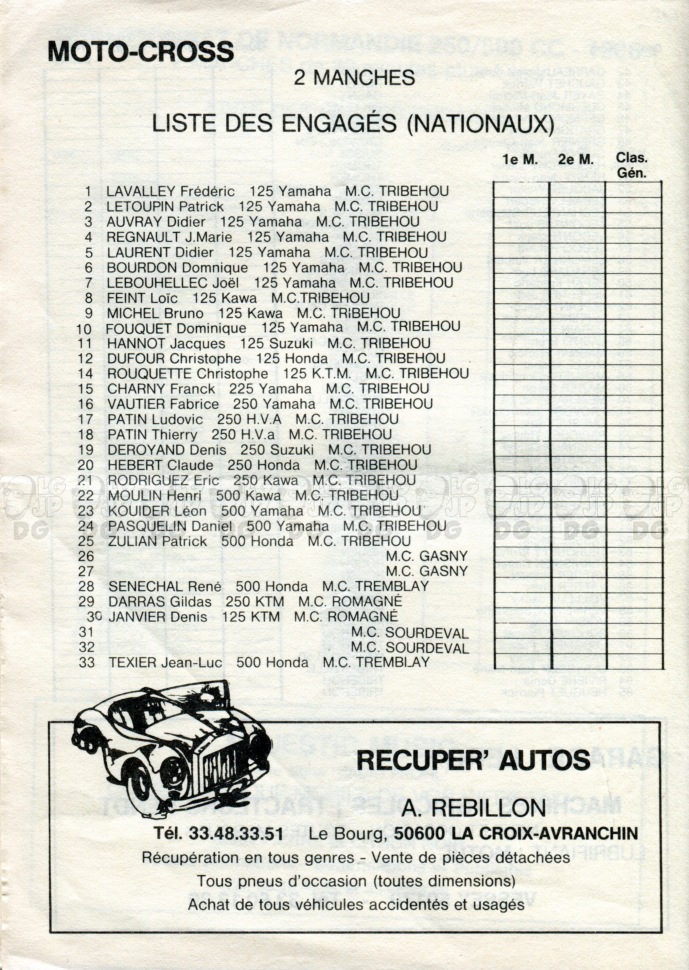 MOTO-CROSS
2 MANCHES
LISTE DES ENGAGÉS (NATIONAUX)
1e M. 2e M. Clas. Gén.
1 LAVALLEY Frédéric 125 Yamaha M.C. TRIBEHOU
2 LETOUPIN Patrick 125 Yamaha M.C. TRIBEHOU
3 AUVRAY Didier 125 Yamaha M.C. TRIBEHOU
4 REGNAULT J.Marie 125 Yamaha M.C. TRIBEHOU
5 LAURENT Didier 125 Yamaha M.C. TRIBEHOU
6 BOURDON Domnique 125 Yamaha M.C. TRIBEHOU
7 LEBOUHELLEC Joël 125 Yamaha M.C. TRIBEHOU
8 FEINT Loïc 125 Kawa M.C.TRIBEHOU
9 MICHEL Bruno 125 Kawa M.C. TRIBEHOU
10 FOUQUET Dominique 125 Yamaha M.C. TRIBEHOU
11 HANNOT Jacques 125 Suzuki M.C. TRIBEHOU
12 DUFOUR Christophe 125 Honda M.C. TRIBEHOU
14 ROUQUETTE Christophe 125 K.T.M. M.C. TRIBEHOU
15 CHARNY Franck 225 Yamaha M.C. TRIBEHOU
16 VAUTIER Fabrice 250 Yamaha M.C. TRIBEHOU
17 PATIN Ludovic 250 H.V.A M.C. TRIBEHOU
18 PATIN Thierry 250 H.V.a M.C. TRIBEHOU
19 DEROYAND Denis 250 Suzuki M.C. TRIBEHOU
20 HEBERT Claude 250 Honda M.C. TRIBEHOU
21 RODRIGUEZ Eric 250 Kawa M.C. TRIBEHOU
22 MOULIN Henri 500 Kawa M.C. TRIBEHOU
23 KOUIDER Léon 500 Yamaha M.C. TRIBEHOU
24 PASQUELIN Daniel 500 Yamaha M.C. TRIBEHOU
25 ZULIAN Patrick 500 Honda M.C. TRIBEHOU
26 M.C. GASNY
27 M.C. GASNY
28 SENECHAL René 500 Honda M.C. TREMBLAY
29 DARRAS Gildas 250 KTM M.C. ROMAGNÉ
30 JANVIER Denis 125 KTM M.C. ROMAGNÉ
31 M.C. SOURDEVAL
32 M.C. SOURDEVAL
33 TEXIER Jean-Luc 500 Honda M.C. TREMBLAY
RECUPER' AUTOS
A. REBILLON
Tél. 33.48.33.51 Le Bourg, 50600 LA CROIX-AVRANCHIN
Récupération en tous genres - Vente de pièces détachées
Tous pneus d'occasion (toutes dimensions)
Achat de tous véhicules accidentés et usagés